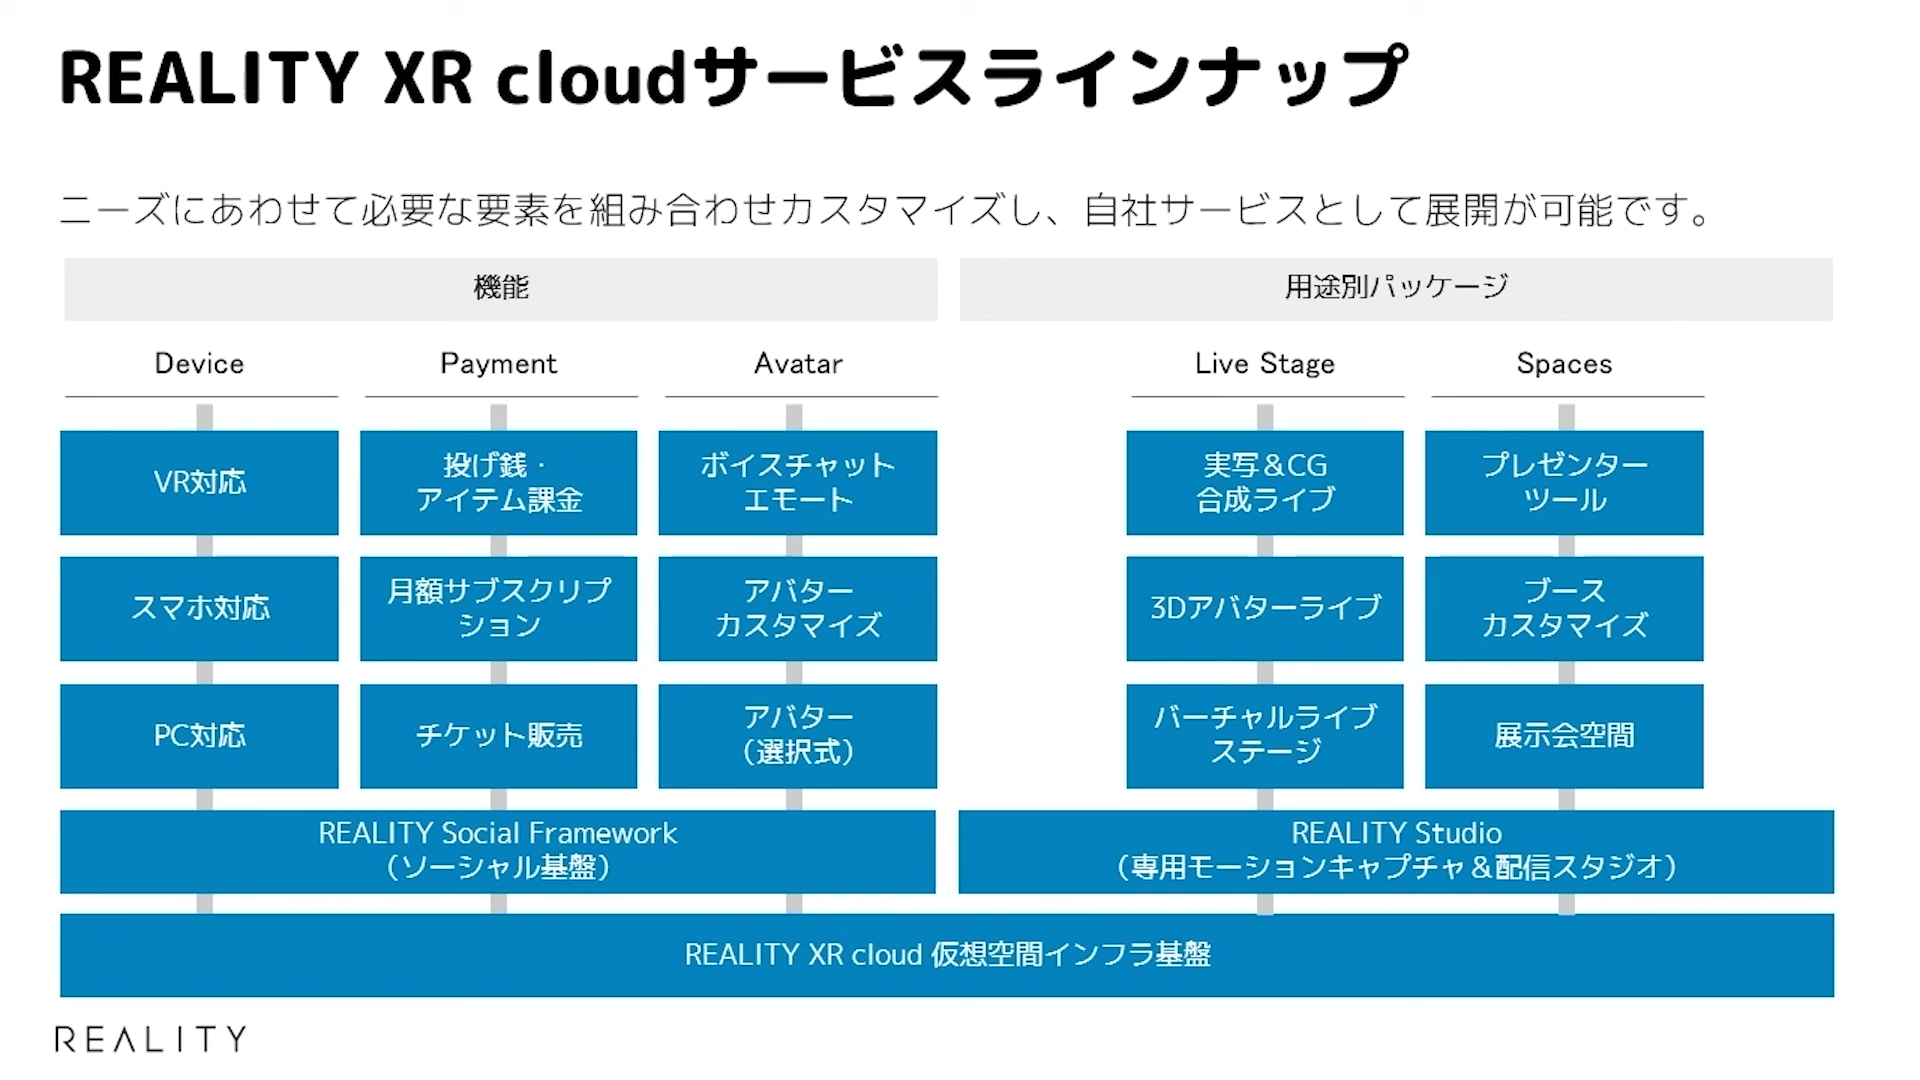 REALITY XR cloudサービスラインナップ
ニーズにあわせて必要な要素を組み合わせカスタマイズし、自社サービスとして展開が可能です。
機能
用途別パッケージ
Device
Payment
Avatar
Live Stage
Spaces
VR対応
投げ銭・
アイテム課金
ボイスチャット
エモート
実写＆CG
合成ライブ
プレゼンター
ツール
スマホ対応
月額サブスクリプ
ション
アバター
カスタマイズ
3Dアバターライブ
ブース
カスタマイズ
PC対応
チケット販売
アバター
（選択式）
バーチャルライブ
ステージ
展示会空間
REALITY Social Framework
（ソーシャル基盤）
REALITY Studio
（専用モーションキャプチャ＆配信スタジオ）
REALITY XR cloud 仮想空間インフラ基盤
REALITY